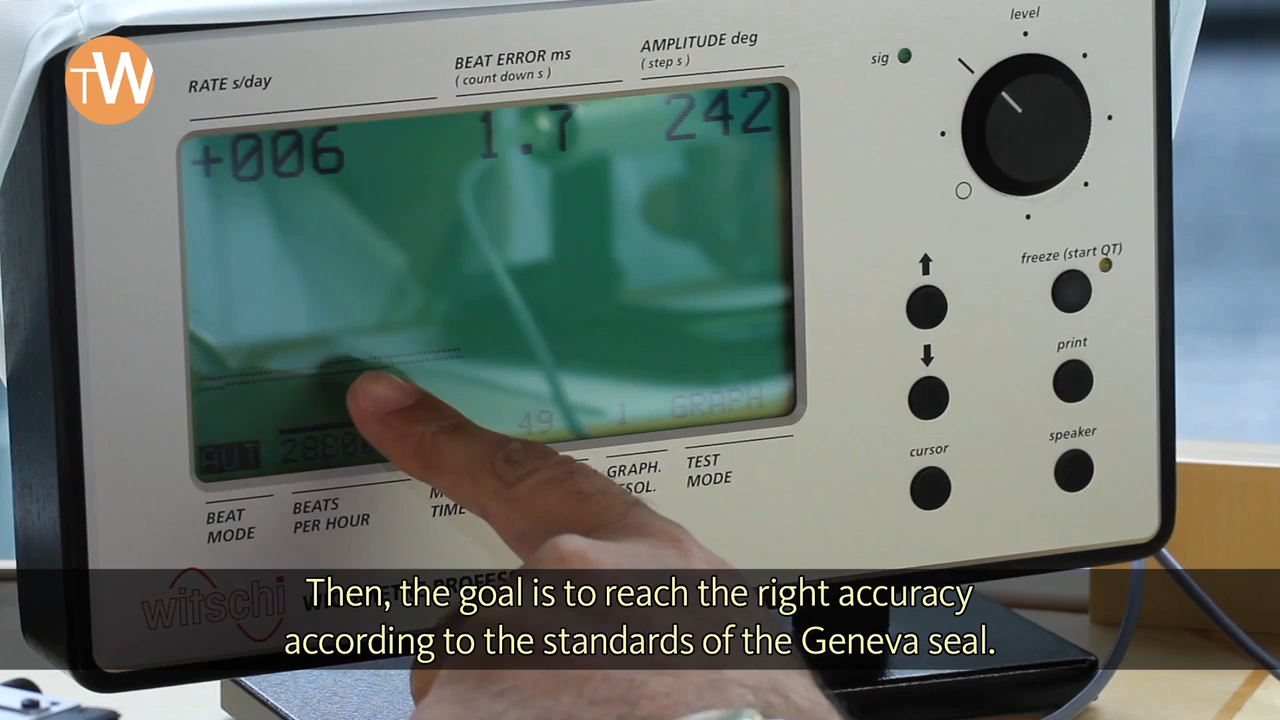 TW
RATE s/day
BEAT ERROR ms
( count down s )
AMPLITUDE deg
( step s )
sig
level
+006
1.7
242
freeze (start QT)
print
cursor
speaker
AUT
49
1
GRAPH
BEAT
MODE
BEATS
PER HOUR
GRAPH.
TEST
MODE
witschi
Then, the goal is to reach the right accuracy
according to the standards of the Geneva seal.